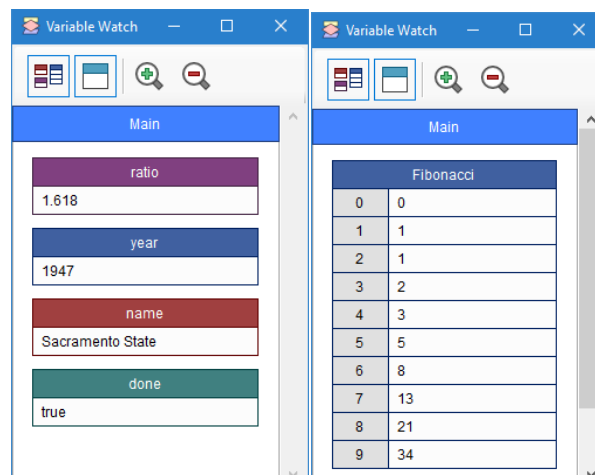 Variable Watch
Main
ratio
1.618
year
1947
name
Sacramento State
done
true
Variable Watch
Main
Fibonacci
0 0
1 1
2 1
3 2
4 3
5 5
6 8
7 13
8 21
9 34